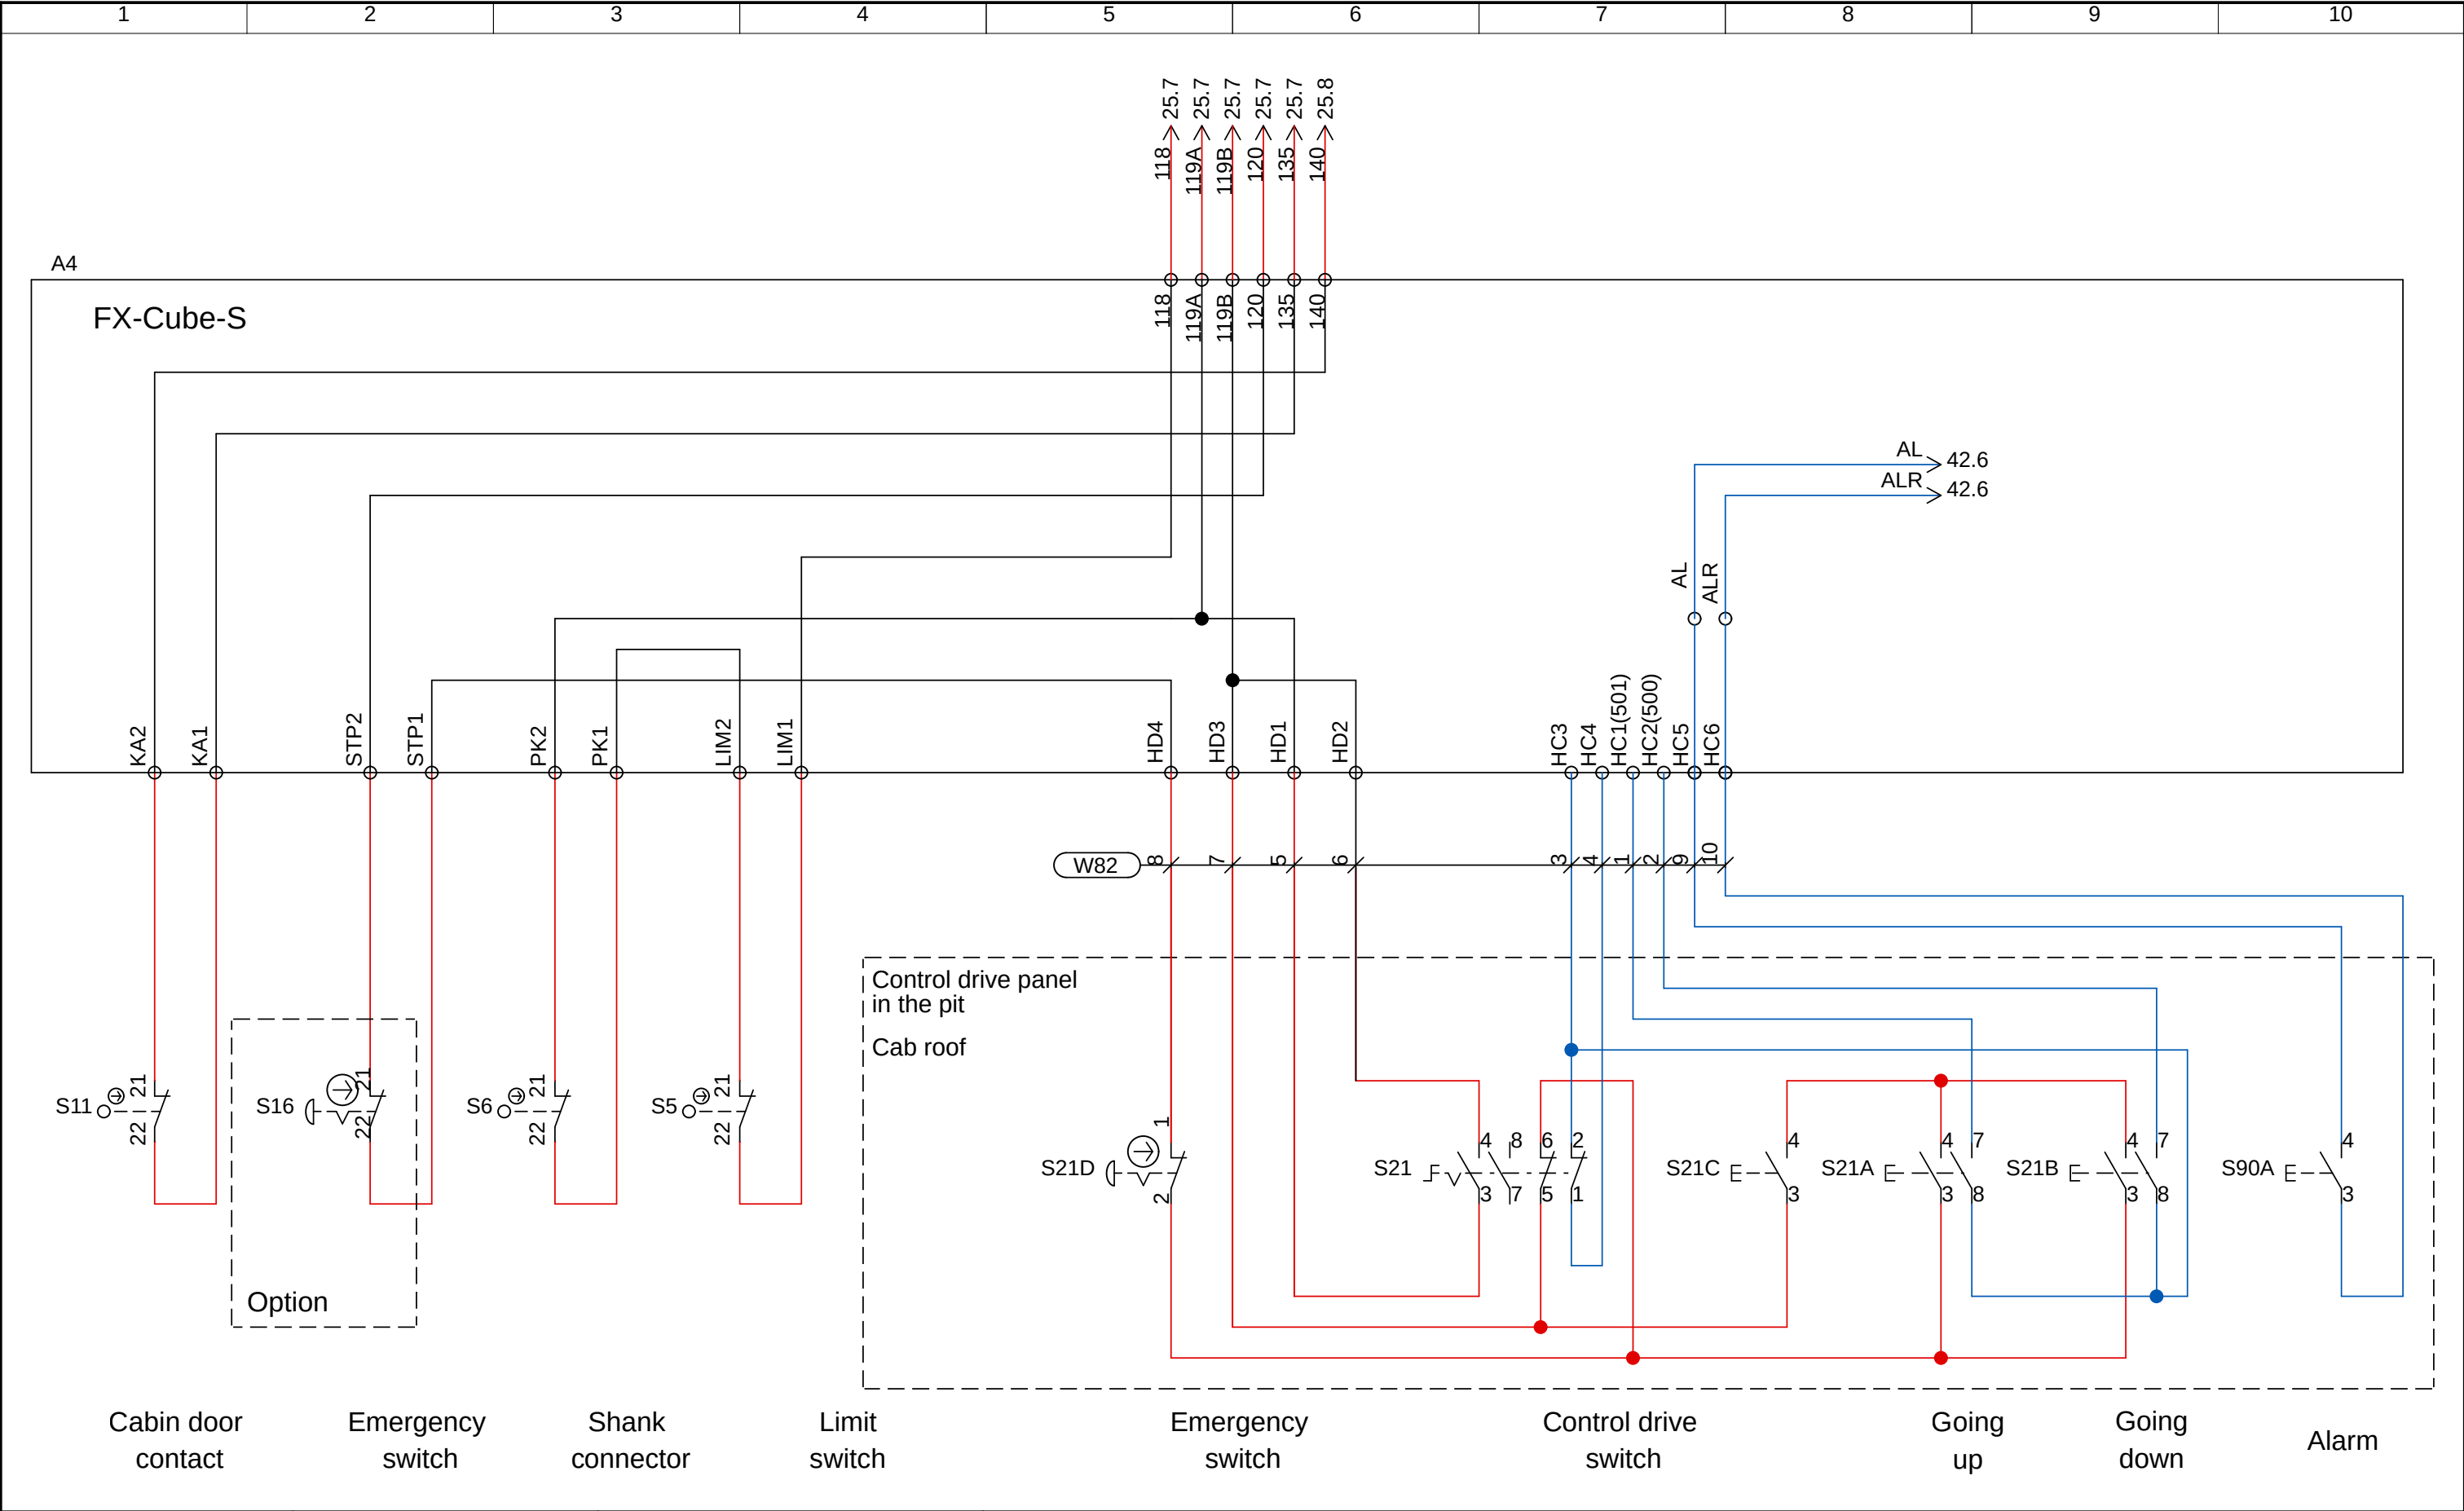 1 2 3 4 5 6 7 8 9 10
25.7 25.7 25.7 25.7 25.7 25.8
118 119A 119B 120 135 140
A4
FX-Cube-S
118 119A 119B 120 135 140
AL 42.6
ALR 42.6
AL ALR
KA2 KA1 STP2 STP1 PK2 PK1 LIM2 LIM1 HD4 HD3 HD1 HD2 HC3 HC4 HC1(501) HC2(500) HC5 HC6
W82 8 7 5 6 3 4 1 2 9 10
Control drive panel
in the pit
Cab roof
21 21 21 21
S11 S16 S6 S5
22 22 22 22
1 4 8 6 2 4 4 7 4 7 4
S21D S21 S21C S21A S21B S90A
2 3 7 5 1 3 3 8 3 8 3
Option
Cabin door
contact
Emergency
switch
Shank
connector
Limit
switch
Emergency
switch
Control drive
switch
Going
up
Going
down
Alarm